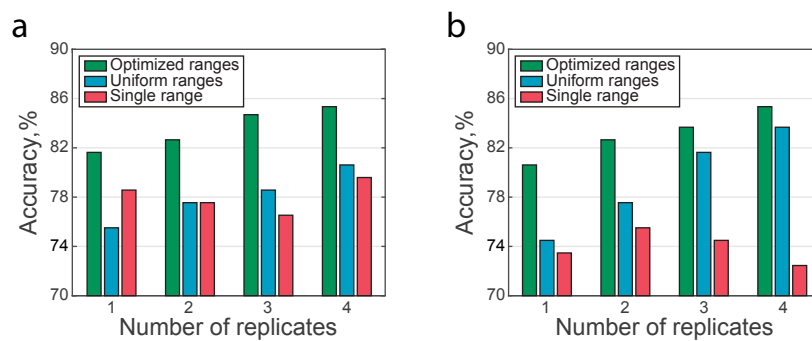 a
90
86
82
78
74
70
Accuracy,%
Optimized ranges
Uniform ranges
Single range
1 2 3 4
Number of replicates
b
90
86
82
78
74
70
Accuracy,%
Optimized ranges
Uniform ranges
Single range
1 2 3 4
Number of replicates